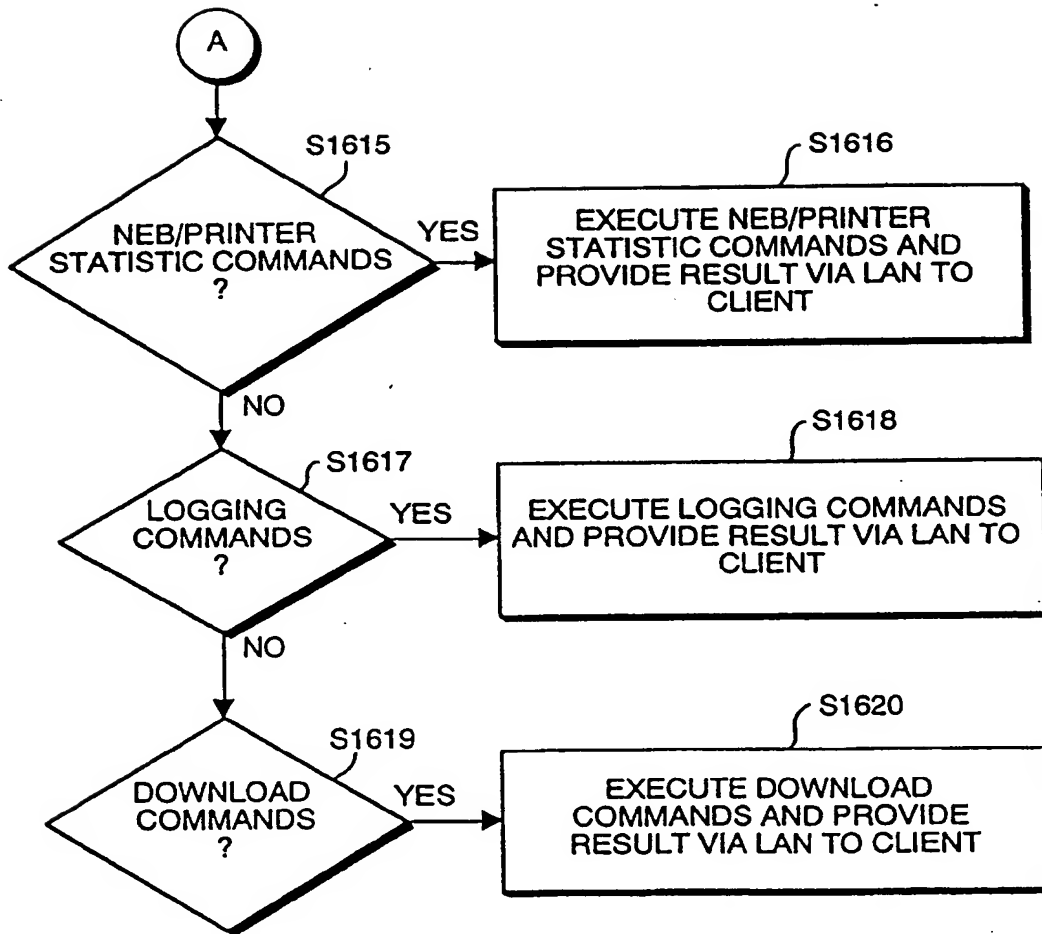 A
S1615
NEB/PRINTER
STATISTIC COMMANDS
?
YES
S1616
EXECUTE NEB/PRINTER
STATISTIC COMMANDS AND
PROVIDE RESULT VIA LAN TO
CLIENT
NO
S1617
LOGGING
COMMANDS
?
YES
S1618
EXECUTE LOGGING COMMANDS
AND PROVIDE RESULT VIA LAN TO
CLIENT
NO
S1619
DOWNLOAD
COMMANDS
?
YES
S1620
EXECUTE DOWNLOAD
COMMANDS AND PROVIDE
RESULT VIA LAN TO CLIENT